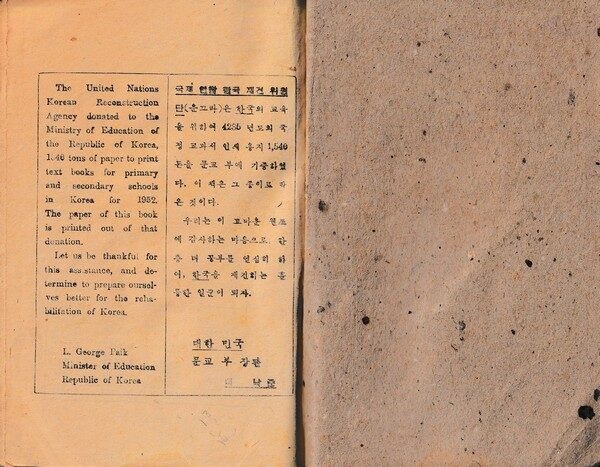 The United Nations
Korean Reconstruction
Agency donated to the
Ministry of Education of
the Republic of Korea,
1540 tons of paper to print
text books for primary
and secondary schools
in Korea for 1952.
The paper of this book
is printed out of that
donation.
Let us be thankful for
this assistance, and de-
termine to prepare oursel-
ves better for the reha-
bilitation of Korea.
L. George Paik
Minister of Education
Republic of Korea
국제 연합 한국 재건 위원
단(운끄라)은 한국의 교육
을 위하여 4285 년도의 국
정 교과서 인쇄 용지 1,540
톤을 문교 부에 기증하였
다. 이 책은 그 종이로 박
은 것이다.
우리는 이 고마운 원조
에 감사하는 마음으로, 한
층 더 공부를 열심히 하
여, 한국을 재건하는 훌
륭한 일군이 되자.
대한 민국
문교 부 장관
낙 준